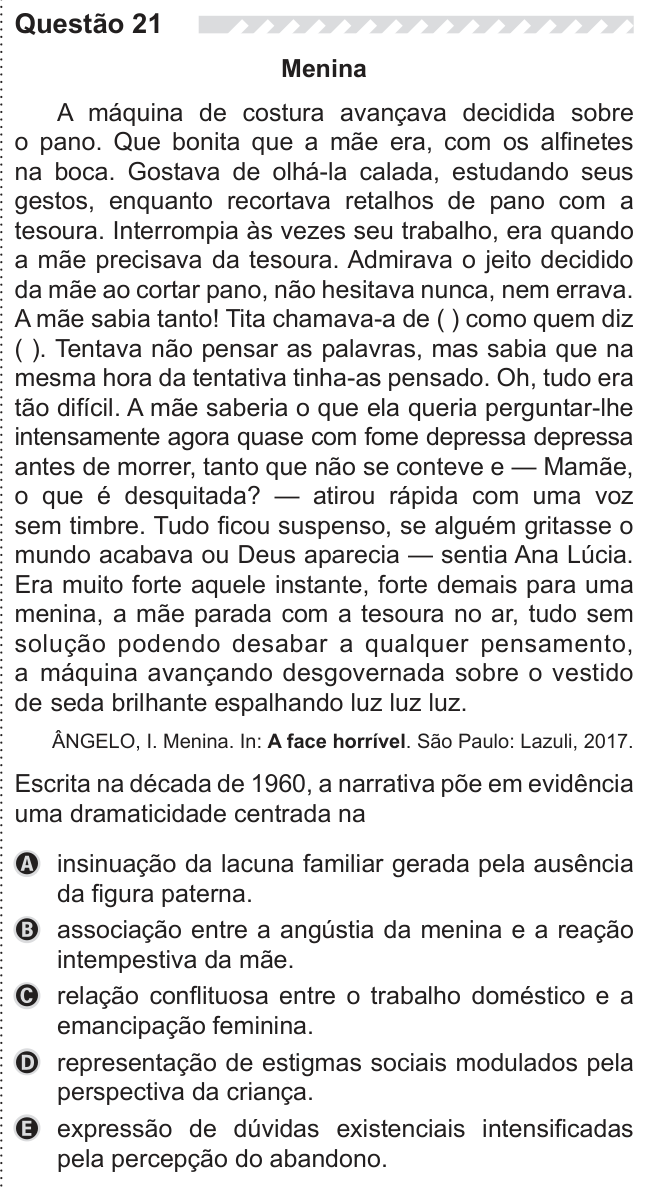 Questão 21
Menina
A máquina de costura avançava decidida sobre
o pano. Que bonita que a mãe era, com os alfinetes
na boca. Gostava de olhá-la calada, estudando seus
gestos, enquanto recortava retalhos de pano com a
tesoura. Interrompia às vezes seu trabalho, era quando
a mãe precisava da tesoura. Admirava o jeito decidido
da mãe ao cortar pano, não hesitava nunca, nem errava.
A mãe sabia tanto! Tita chamava-a de ( ) como quem diz
( ). Tentava não pensar as palavras, mas sabia que na
mesma hora da tentativa tinha-as pensado. Oh, tudo era
tão difícil. A mãe saberia o que ela queria perguntar-lhe
intensamente agora quase com fome depressa depressa
antes de morrer, tanto que não se conteve e — Mamãe,
o que é desquitada? — atirou rápida com uma voz
sem timbre. Tudo ficou suspenso, se alguém gritasse o
mundo acabava ou Deus aparecia — sentia Ana Lúcia.
Era muito forte aquele instante, forte demais para uma
menina, a mãe parada com a tesoura no ar, tudo sem
solução podendo desabar a qualquer pensamento,
a máquina avançando desgovernada sobre o vestido
de seda brilhante espalhando luz luz luz.
ÂNGELO, I. Menina. In: A face horrível. São Paulo: Lazuli, 2017.
Escrita na década de 1960, a narrativa põe em evidência
uma dramaticidade centrada na
A insinuação da lacuna familiar gerada pela ausência
da figura paterna.
B associação entre a angústia da menina e a reação
intempestiva da mãe.
C relação conflituosa entre o trabalho doméstico e a
emancipação feminina.
D representação de estigmas sociais modulados pela
perspectiva da criança.
E expressão de dúvidas existenciais intensificadas
pela percepção do abandono.